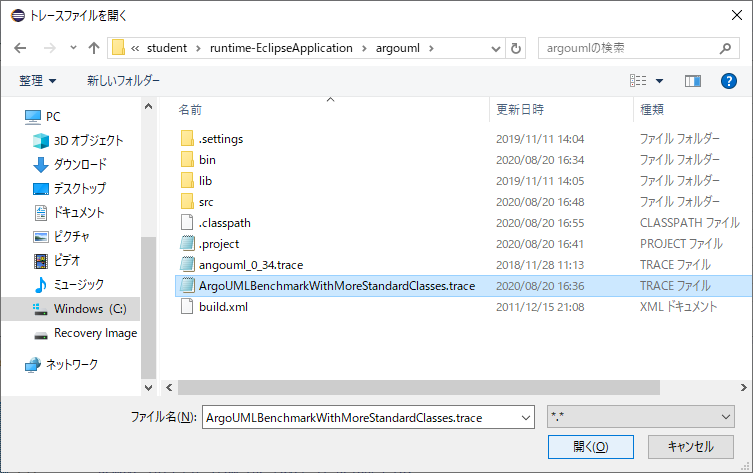 トレースファイルを開く
« student › runtime-EclipseApplication › argouml › argoumlの検索
整理 新しいフォルダー
名前 更新日時 種類
PC
3D オブジェクト
ダウンロード
デスクトップ
ドキュメント
ピクチャ
ビデオ
ミュージック
Windows (C:)
Recovery Image
ネットワーク
.settings 2019/11/11 14:04 ファイル フォルダー
bin 2020/08/20 16:34 ファイル フォルダー
lib 2019/11/11 14:05 ファイル フォルダー
src 2020/08/20 16:48 ファイル フォルダー
.classpath 2020/08/20 16:55 CLASSPATH ファイル
.project 2020/08/20 16:41 PROJECT ファイル
angouml_0_34.trace 2018/11/28 11:13 TRACE ファイル
ArgoUMLBenchmarkWithMoreStandardClasses.trace 2020/08/20 16:36 TRACE ファイル
build.xml 2011/12/15 21:08 XML ドキュメント
ファイル名(N): ArgoUMLBenchmarkWithMoreStandardClasses.trace *.*
開く(O) キャンセル